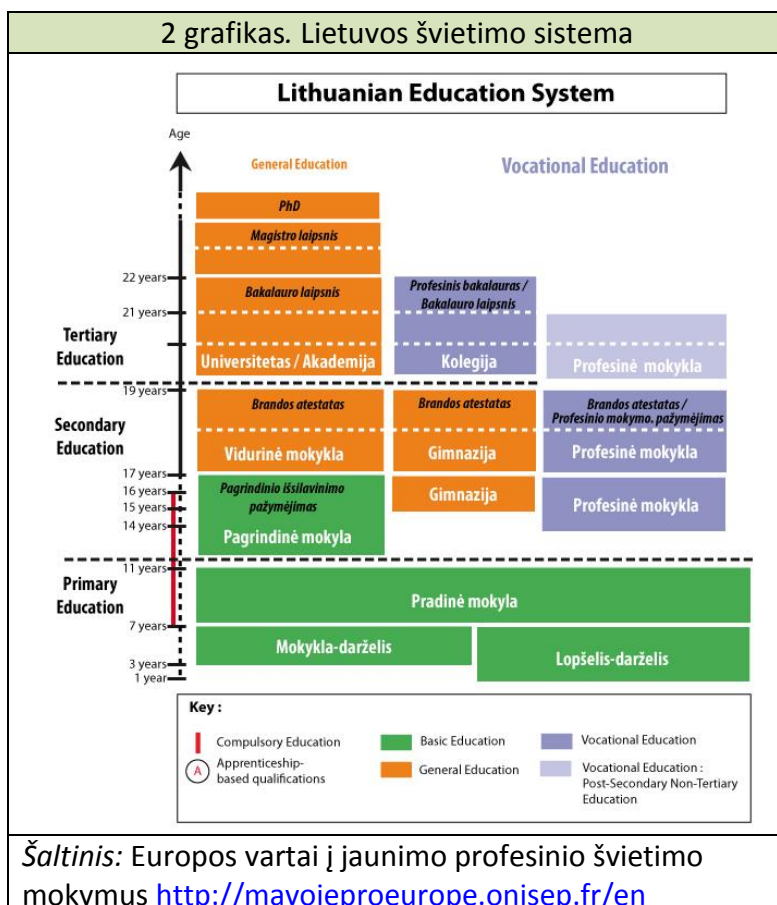 2 grafikas. Lietuvos švietimo sistema
Lithuanian Education System
Age
General Education
Vocational Education
PhD
Magistro laipsnis
22 years
Bakalauro laipsnis
Profesinis bakalauras /
Bakalauro laipsnis
21 years
Tertiary
Education
Universitetas / Akademija
Kolegija
Profesinė mokykla
19 years
Secondary
Education
Brandos atestatas
Brandos atestatas
Brandos atestatas /
Profesinio mokymo. pažymėjimas
Vidurinė mokykla
Gimnazija
Profesinė mokykla
17 years
16 years
15 years
14 years
Pagrindinio išsilavinimo
pažymėjimas
Gimnazija
Profesinė mokykla
Pagrindinė mokyla
11 years
Primary
Education
Pradinė mokyla
7 years
Mokykla-darželis
Lopšelis-darželis
3 years
1 year
Key :
Compulsory Education
Basic Education
Vocational Education
A
Apprenticeship-
based qualifications
General Education
Vocational Education :
Post-Secondary Non-Tertiary
Education
Šaltinis: Europos vartai į jaunimo profesinio švietimo
mokymus http://mavoieproeurope.onisep.fr/en